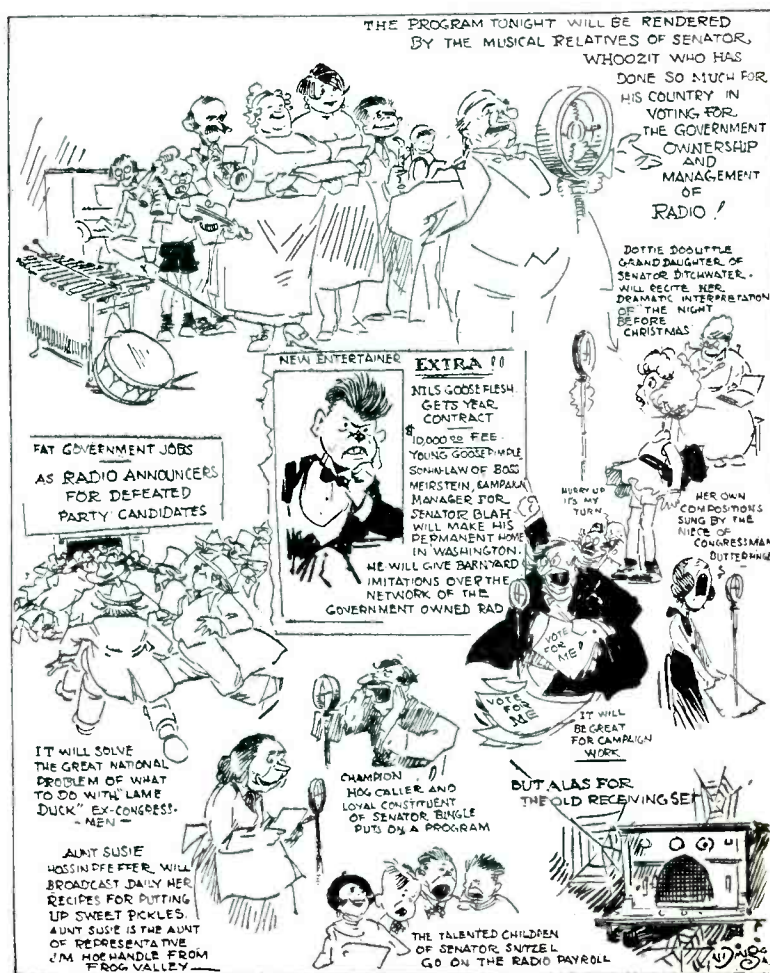 THE PROGRAM TONIGHT WILL BE RENDERED
BY THE MUSICAL RELATIVES OF SENATOR
WHOOZIT WHO HAS
DONE SO MUCH FOR
HIS COUNTRY IN
VOTING FOR
THE GOVERNMENT
OWNERSHIP
AND
MANAGEMENT
OF
RADIO!
DOTTIE DOOLITTLE
GRANDDAUGHTER OF
SENATOR DITCHWATER -
WILL RECITE HER
DRAMATIC INTERPRETATION
OF "THE NIGHT
BEFORE
CHRISTMAS
NEW ENTERTAINER
EXTRA!!
NILS GOOSEFLESH
GETS YEAR
CONTRACT
$10,000.00 FEE -
YOUNG GOOSEPIMPLE
SON-IN-LAW OF BOSS
MEIRSTEIN, CAMPAIGN
MANAGER FOR
SENATOR BLAH
WILL MAKE HIS
PERMANENT HOME
IN WASHINGTON.
HE WILL GIVE BARNYARD
IMITATIONS OVER THE
NETWORK OF THE
GOVERNMENT OWNED RAD
FAT GOVERNMENT JOBS
AS RADIO ANNOUNCERS
FOR DEFEATED
PARTY CANDIDATES
HURRY UP
IT'S MY
TURN
HER OWN
COMPOSITIONS
SUNG BY THE
NIECE OF
CONGRESSMAN
VOTE
FOR
ME!
VOTE
FOR
ME
IT WILL
BE GREAT
FOR CAMPAIGN
WORK
IT WILL SOLVE
THE GREAT NATIONAL
PROBLEM OF WHAT
TO DO WITH "LAME
DUCK" EX-CONGRESS-
- MEN -
CHAMPION
HOG CALLER AND
LOYAL CONSTITUENT
OF SENATOR BINGLE
PUTS ON A PROGRAM
BUT ALAS FOR
THE OLD RECEIVING SET
AUNT SUSIE
HOSSINPFEFFER WILL
BROADCAST DAILY HER
RECIPES FOR PUTTING
UP SWEET PICKLES.
AUNT SUSIE IS THE AUNT
OF REPRESENTATIVE
JIM HOEHANDLE FROM
FROG VALLEY
THE TALENTED CHILDREN
OF SENATOR SNITZEL
GO ON THE RADIO PAYROLL